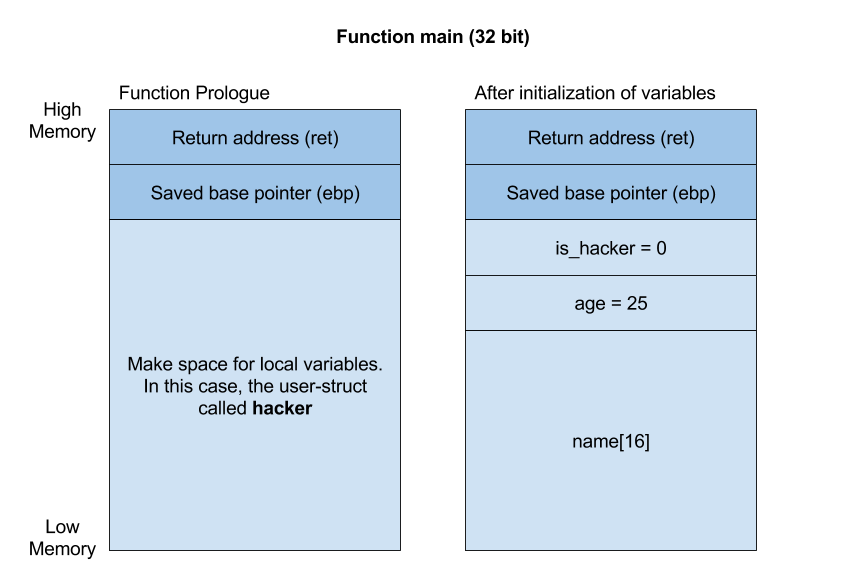 Function main (32 bit)
Function Prologue
After initialization of variables
High
Memory
Return address (ret)
Saved base pointer (ebp)
Make space for local variables.
In this case, the user-struct
called hacker
Low
Memory
Return address (ret)
Saved base pointer (ebp)
is_hacker = 0
age = 25
name[16]